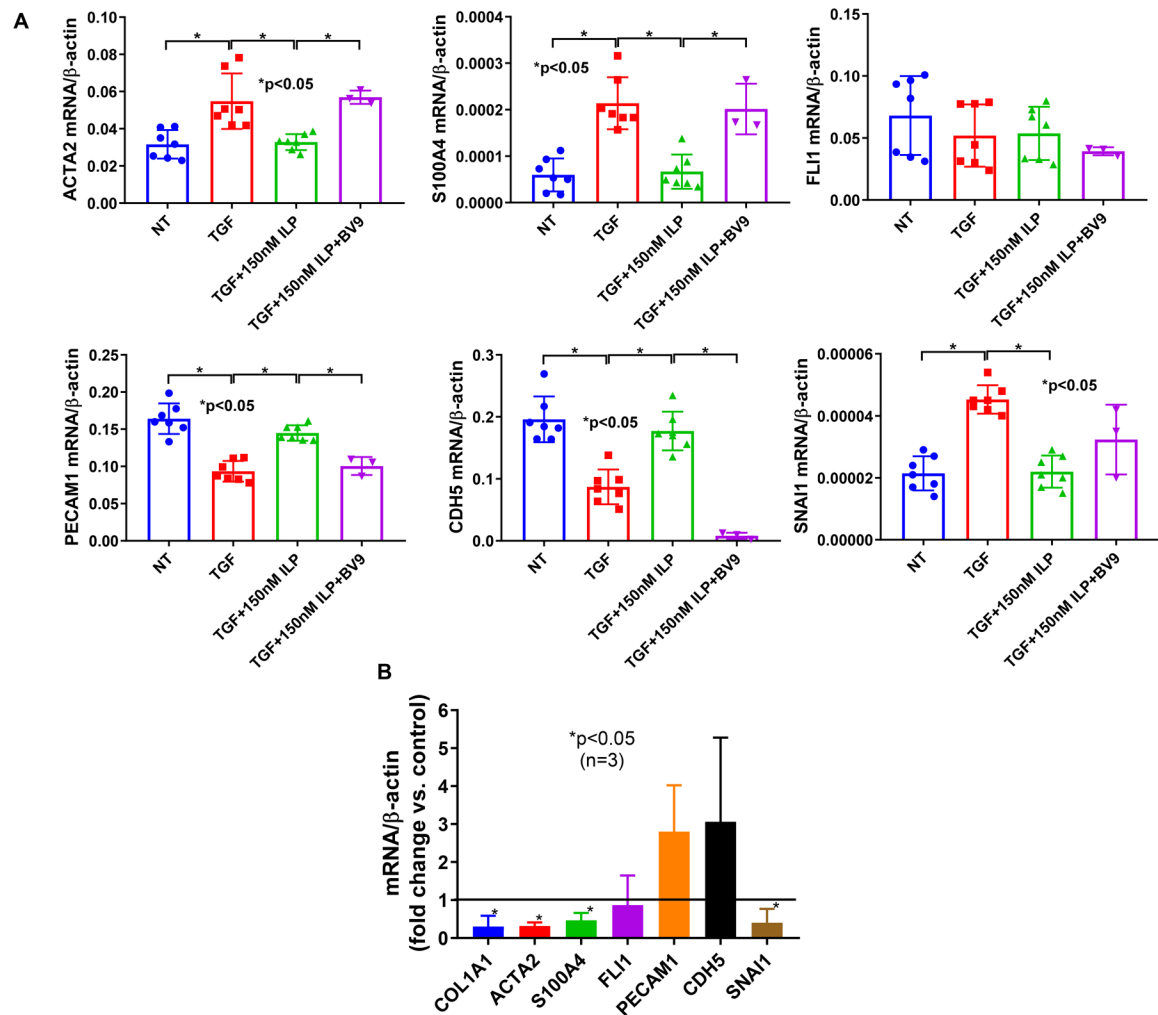 A
ACTA2 mRNA/β-actin
0.10
0.08
0.06
0.04
0.02
0.00
* * *
*p<0.05
NT
TGF
TGF+150nM ILP
TGF+150nM ILP+BV9
S100A4 mRNA/β-actin
0.0004
0.0003
0.0002
0.0001
0.0000
* * *
*p<0.05
NT
TGF
TGF+150nM ILP
TGF+150nM ILP+BV9
FLI1 mRNA/β-actin
0.15
0.10
0.05
0.00
NT
TGF
TGF+150nM ILP
TGF+150nM ILP+BV9
PECAM1 mRNA/β-actin
0.25
0.20
0.15
0.10
0.05
0.00
* * *
*p<0.05
NT
TGF
TGF+150nM ILP
TGF+150nM ILP+BV9
CDH5 mRNA/β-actin
0.3
0.2
0.1
0.0
* * *
*p<0.05
NT
TGF
TGF+150nM ILP
TGF+150nM ILP+BV9
SNAI1 mRNA/β-actin
0.00006
0.00004
0.00002
0.00000
* *
*p<0.05
NT
TGF
TGF+150nM ILP
TGF+150nM ILP+BV9
B
mRNA/β-actin
(fold change vs. control)
6
5
4
3
2
1
0
*p<0.05
(n=3)
* * * *
COL1A1
ACTA2
S100A4
FLI1
PECAM1
CDH5
SNAI1